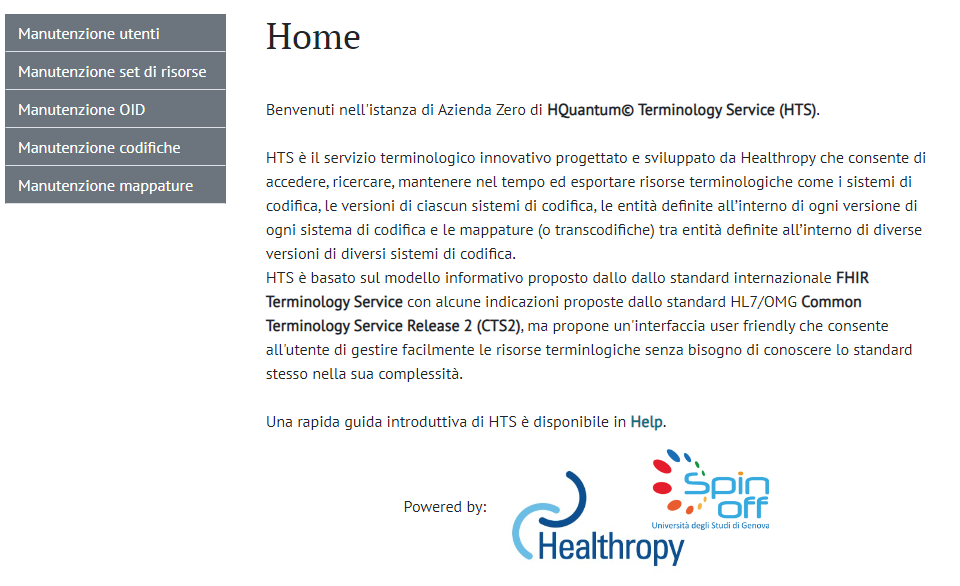 Manutenzione utenti
Manutenzione set di risorse
Manutenzione OID
Manutenzione codifiche
Manutenzione mappature
Home
Benvenuti nell'istanza di Azienda Zero di HQuantum© Terminology Service (HTS).
HTS è il servizio terminologico innovativo progettato e sviluppato da Healthropy che consente di
accedere, ricercare, mantenere nel tempo ed esportare risorse terminologiche come i sistemi di
codifica, le versioni di ciascun sistemi di codifica, le entità definite all’interno di ogni versione di
ogni sistema di codifica e le mappature (o transcodifiche) tra entità definite all’interno di diverse
versioni di diversi sistemi di codifica.
HTS è basato sul modello informativo proposto dallo dallo standard internazionale FHIR
Terminology Service con alcune indicazioni proposte dallo standard HL7/OMG Common
Terminology Service Release 2 (CTS2), ma propone un'interfaccia user friendly che consente
all'utente di gestire facilmente le risorse terminlogiche senza bisogno di conoscere lo standard
stesso nella sua complessità.
Una rapida guida introduttiva di HTS è disponibile in Help.
Powered by:
Healthropy
Spin
off
Università degli Studi di Genova